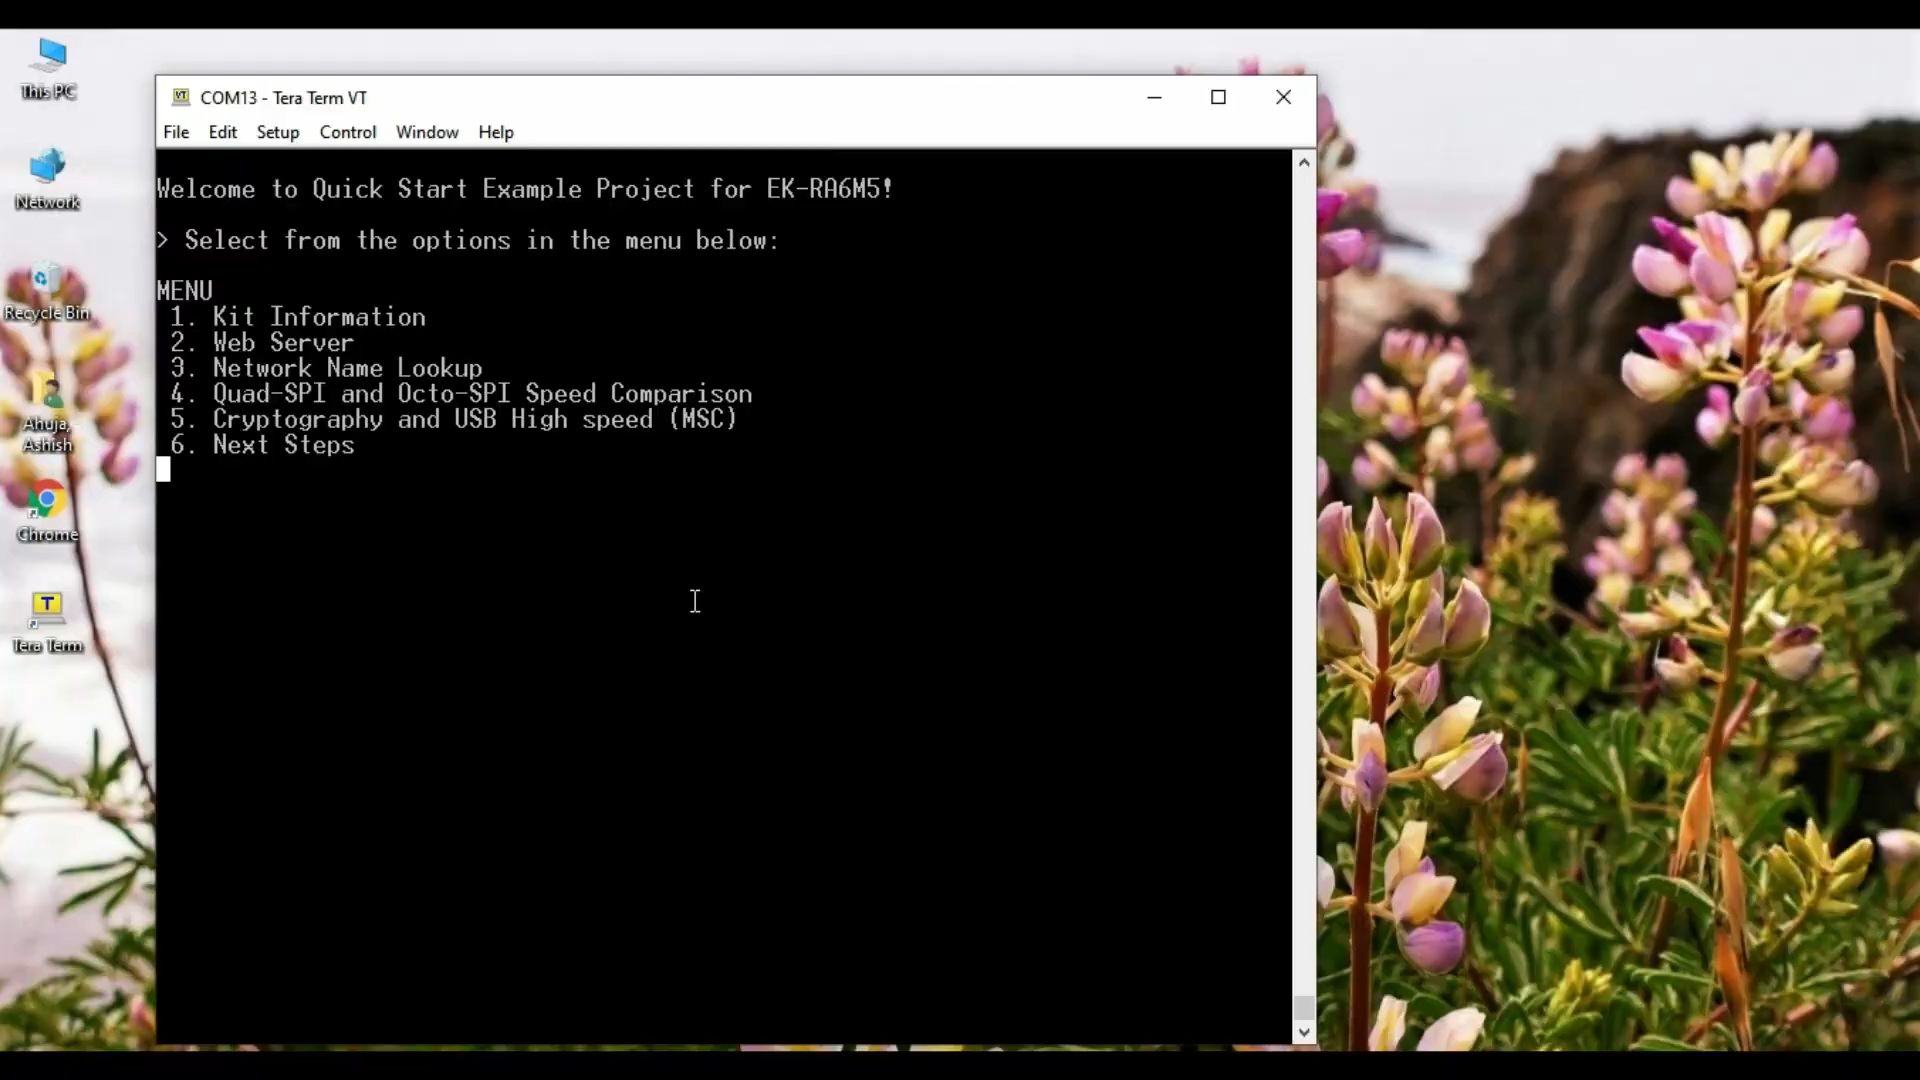 This PC
Network
Recycle Bin
Ahuja,
Ashish
Chrome
T
Tera Term
VT
COM13 - Tera Term VT
File Edit Setup Control Window Help
Welcome to Quick Start Example Project for EK-RA6M5!
> Select from the options in the menu below:
MENU
1. Kit Information
2. Web Server
3. Network Name Lookup
4. Quad-SPI and Octo-SPI Speed Comparison
5. Cryptography and USB High speed (MSC)
6. Next Steps